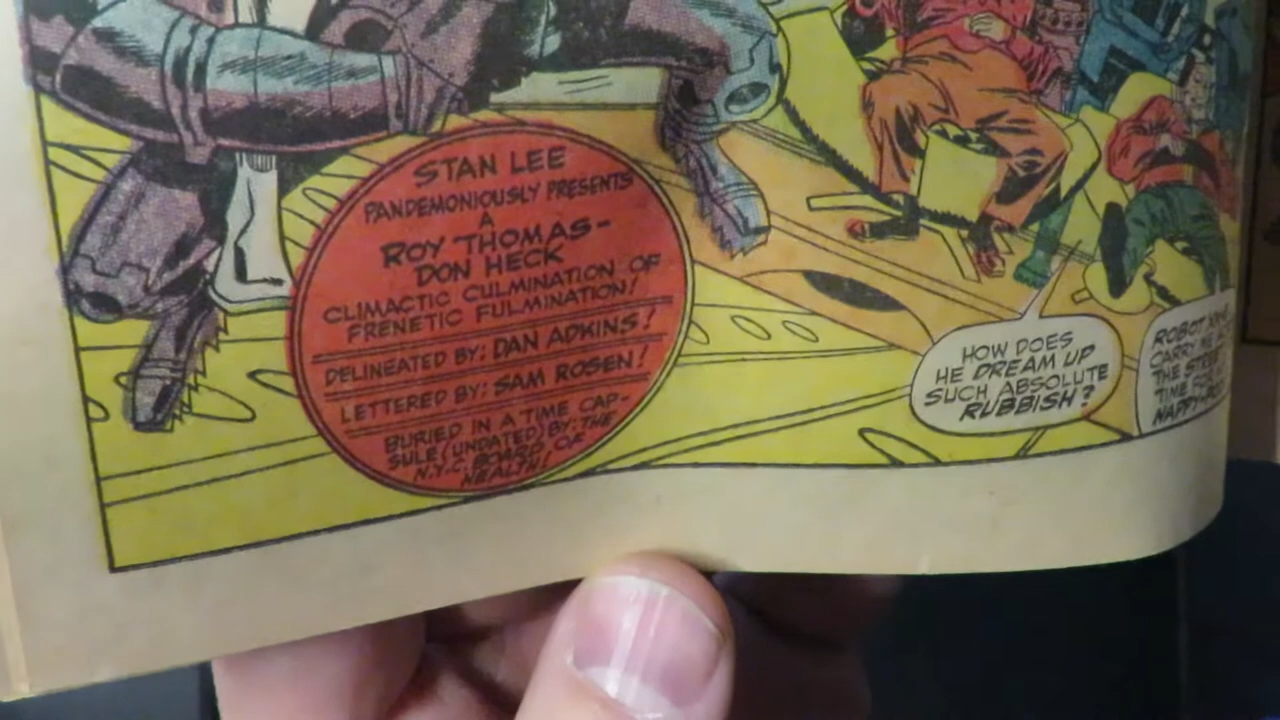 STAN LEE
PANDEMONIOUSLY PRESENTS
A
ROY THOMAS-
DON HECK
CLIMACTIC CULMINATION OF
FRENETIC FULMINATION!
DELINEATED BY: DAN ADKINS!
LETTERED BY: SAM ROSEN!
BURIED IN A TIME CAP-
SULE (UNDATED) BY: THE
N.Y.C. BOARD OF
HEALTH!
HOW DOES
HE DREAM UP
SUCH ABSOLUTE
RUBBISH?
ROBOT
CARRY ME
THE STREET
TIME